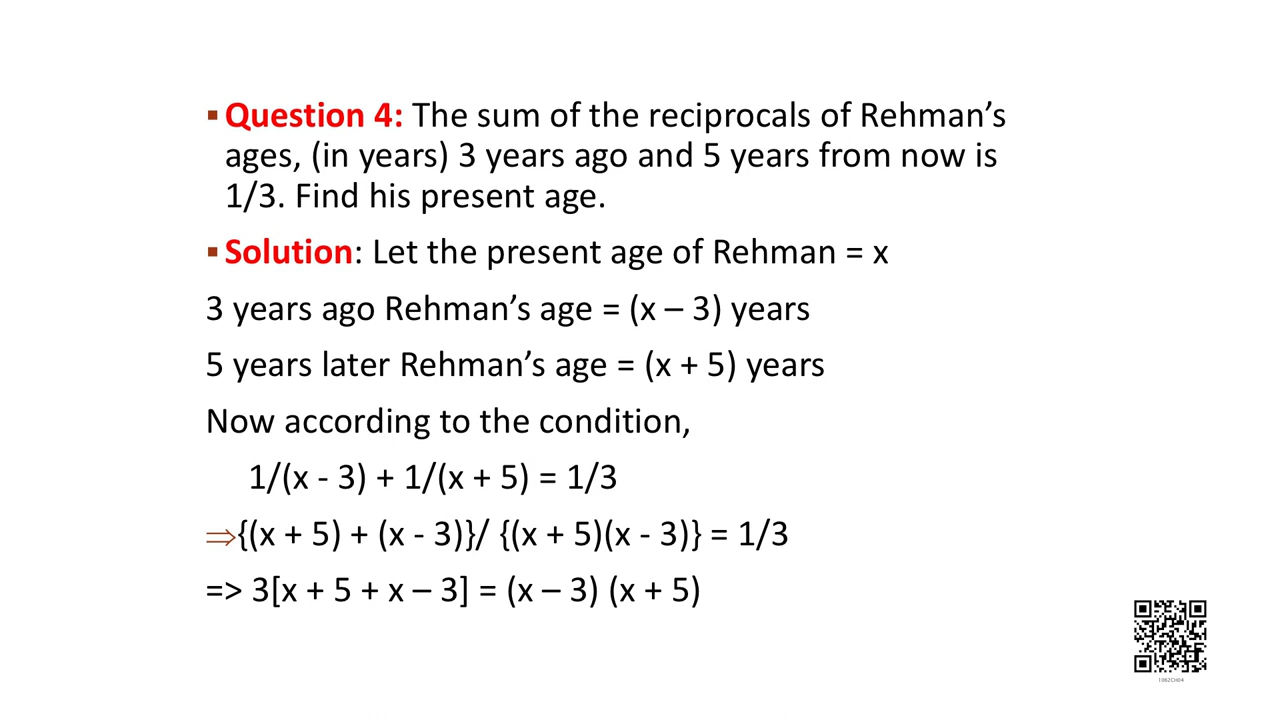 ▪ Question 4: The sum of the reciprocals of Rehman’s
ages, (in years) 3 years ago and 5 years from now is
1/3. Find his present age.
▪ Solution: Let the present age of Rehman = x
3 years ago Rehman’s age = (x – 3) years
5 years later Rehman’s age = (x + 5) years
Now according to the condition,
1/(x - 3) + 1/(x + 5) = 1/3
⇒{(x + 5) + (x - 3)}/ {(x + 5)(x - 3)} = 1/3
=> 3[x + 5 + x – 3] = (x – 3) (x + 5)
1062CH04